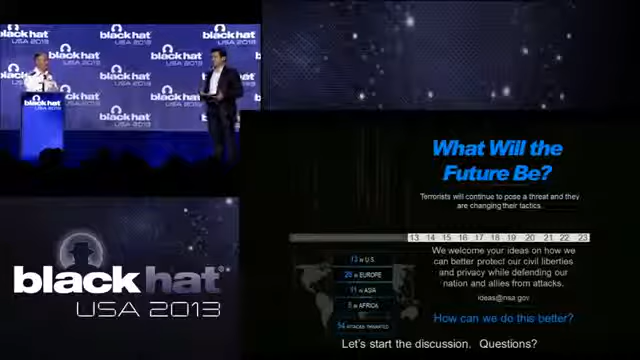 black hat
USA 2013
What Will the
Future Be?
Terrorists will continue to pose a threat and they
are changing their tactics.
13 14 15 16 17 18 19 20 21 22 23
13 IN U.S.
25 IN EUROPE
11 IN ASIA
5 IN AFRICA
54 ATTACKS THWARTED
We welcome your ideas on how we
can better protect our civil liberties
and privacy while defending our
nation and allies from attacks.
ideas@nsa.gov
How can we do this better?
Let's start the discussion. Questions?
black hat
USA 2013